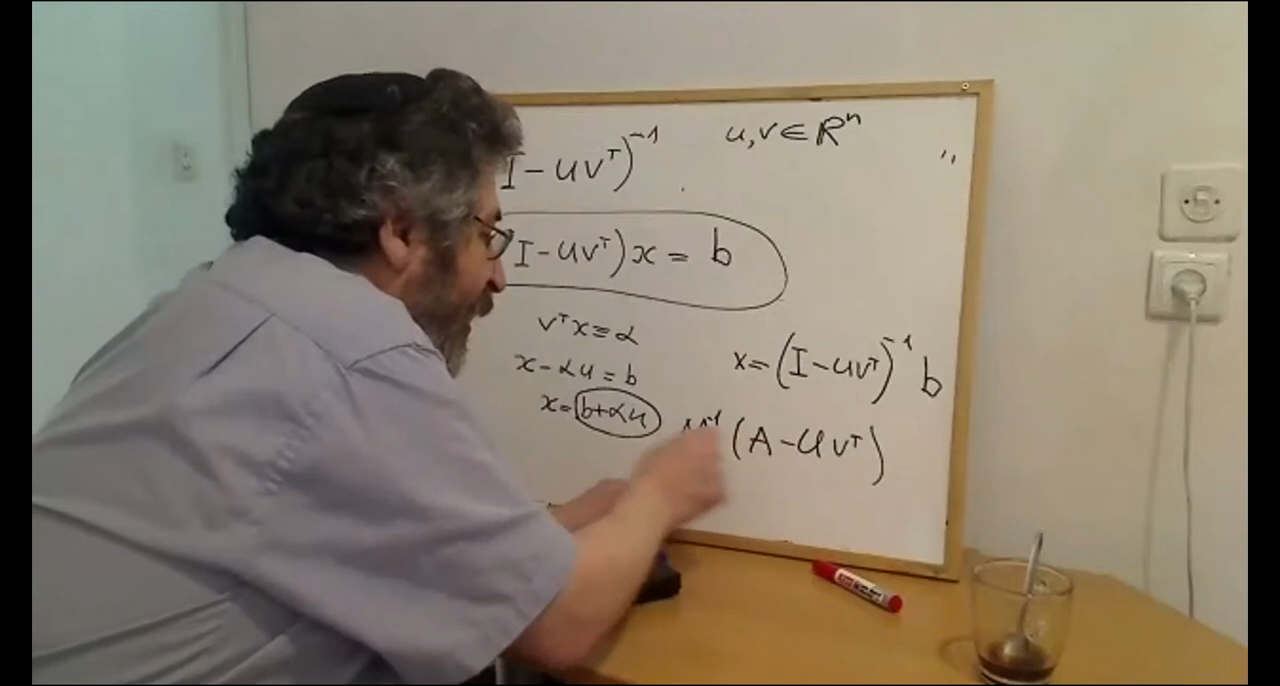 I - uvᵀ)⁻¹ u, v ∈ ℝⁿ
I - uvᵀ)x = b
vᵀx = α
x = (I - uvᵀ)⁻¹ b
x - αu = b
x = b + αu
(A - uvᵀ)